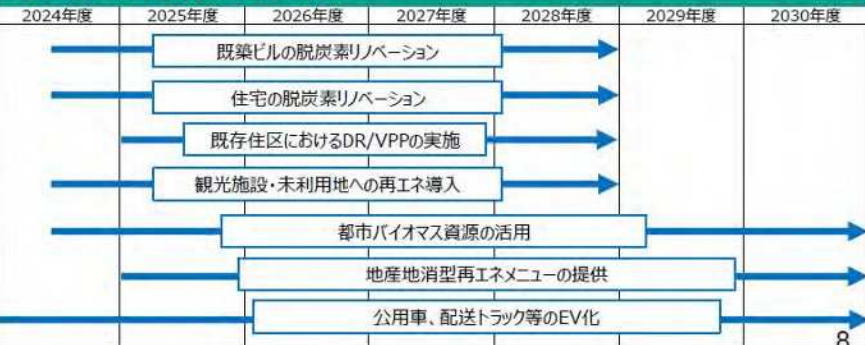 2024年度 2025年度 2026年度 2027年度 2028年度 2029年度 2030年度
既築ビルの脱炭素リノベーション
住宅の脱炭素リノベーション
既存住区におけるDR/VPPの実施
観光施設・未利用地への再エネ導入
都市バイオマス資源の活用
地産地消型再エネメニューの提供
公用車、配送トラック等のEV化
8